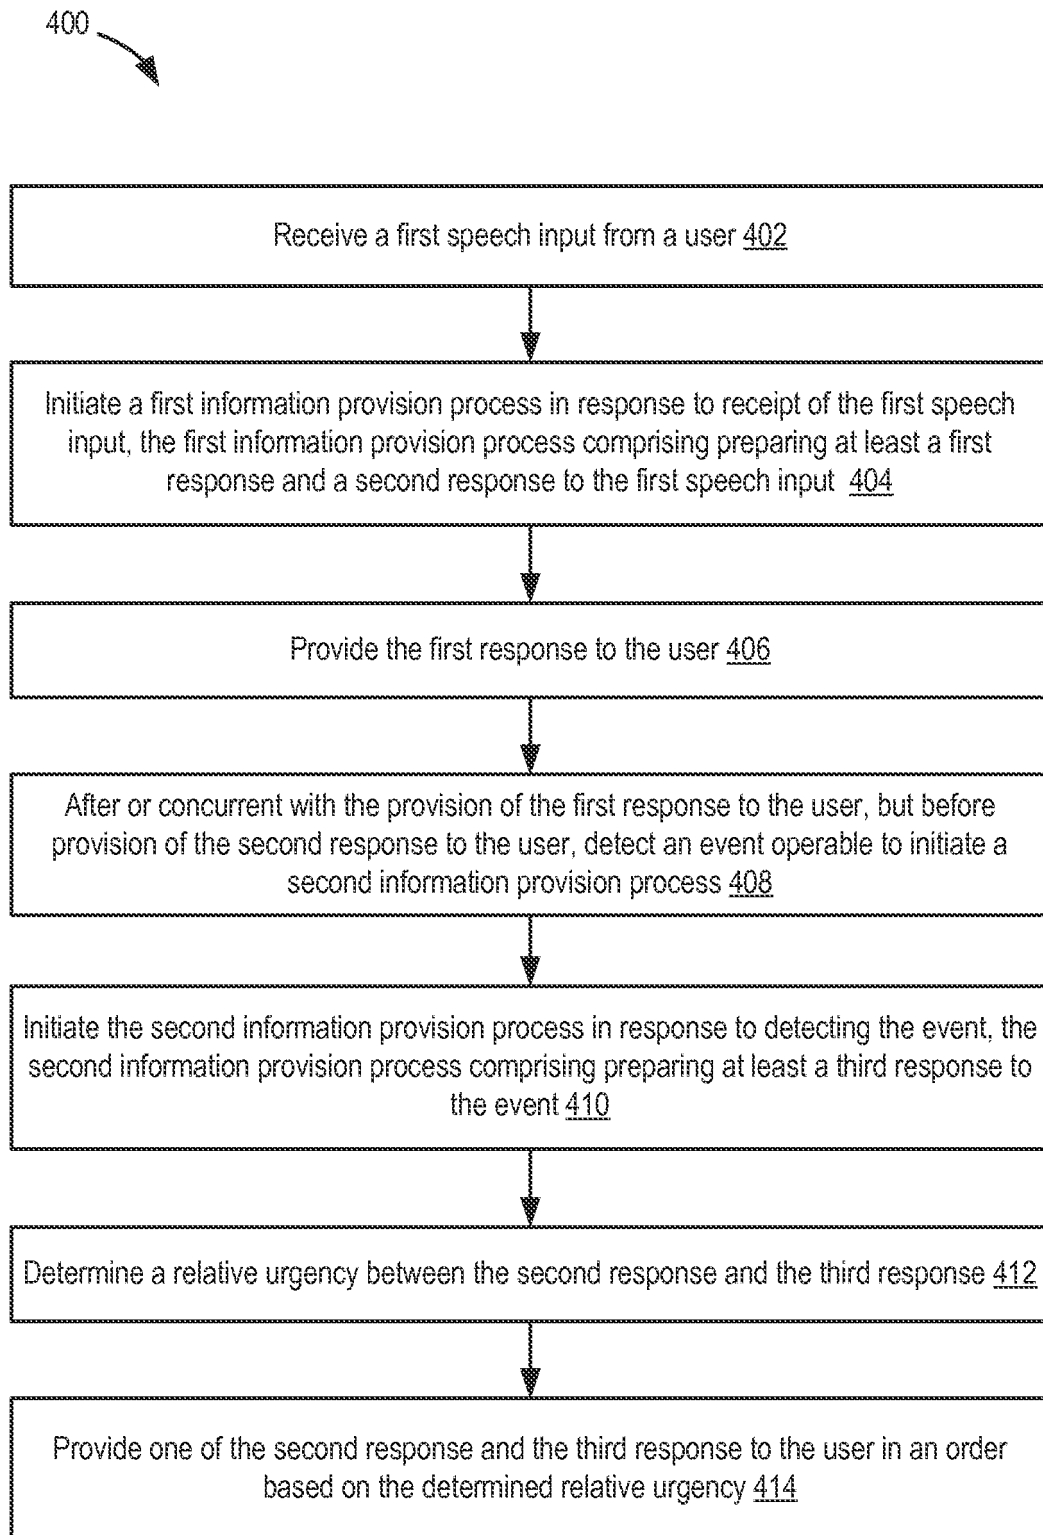 400
Receive a first speech input from a user 402
Initiate a first information provision process in response to receipt of the first speech
input, the first information provision process comprising preparing at least a first
response and a second response to the first speech input 404
Provide the first response to the user 406
After or concurrent with the provision of the first response to the user, but before
provision of the second response to the user, detect an event operable to initiate a
second information provision process 408
Initiate the second information provision process in response to detecting the event, the
second information provision process comprising preparing at least a third response to
the event 410
Determine a relative urgency between the second response and the third response 412
Provide one of the second response and the third response to the user in an order
based on the determined relative urgency 414